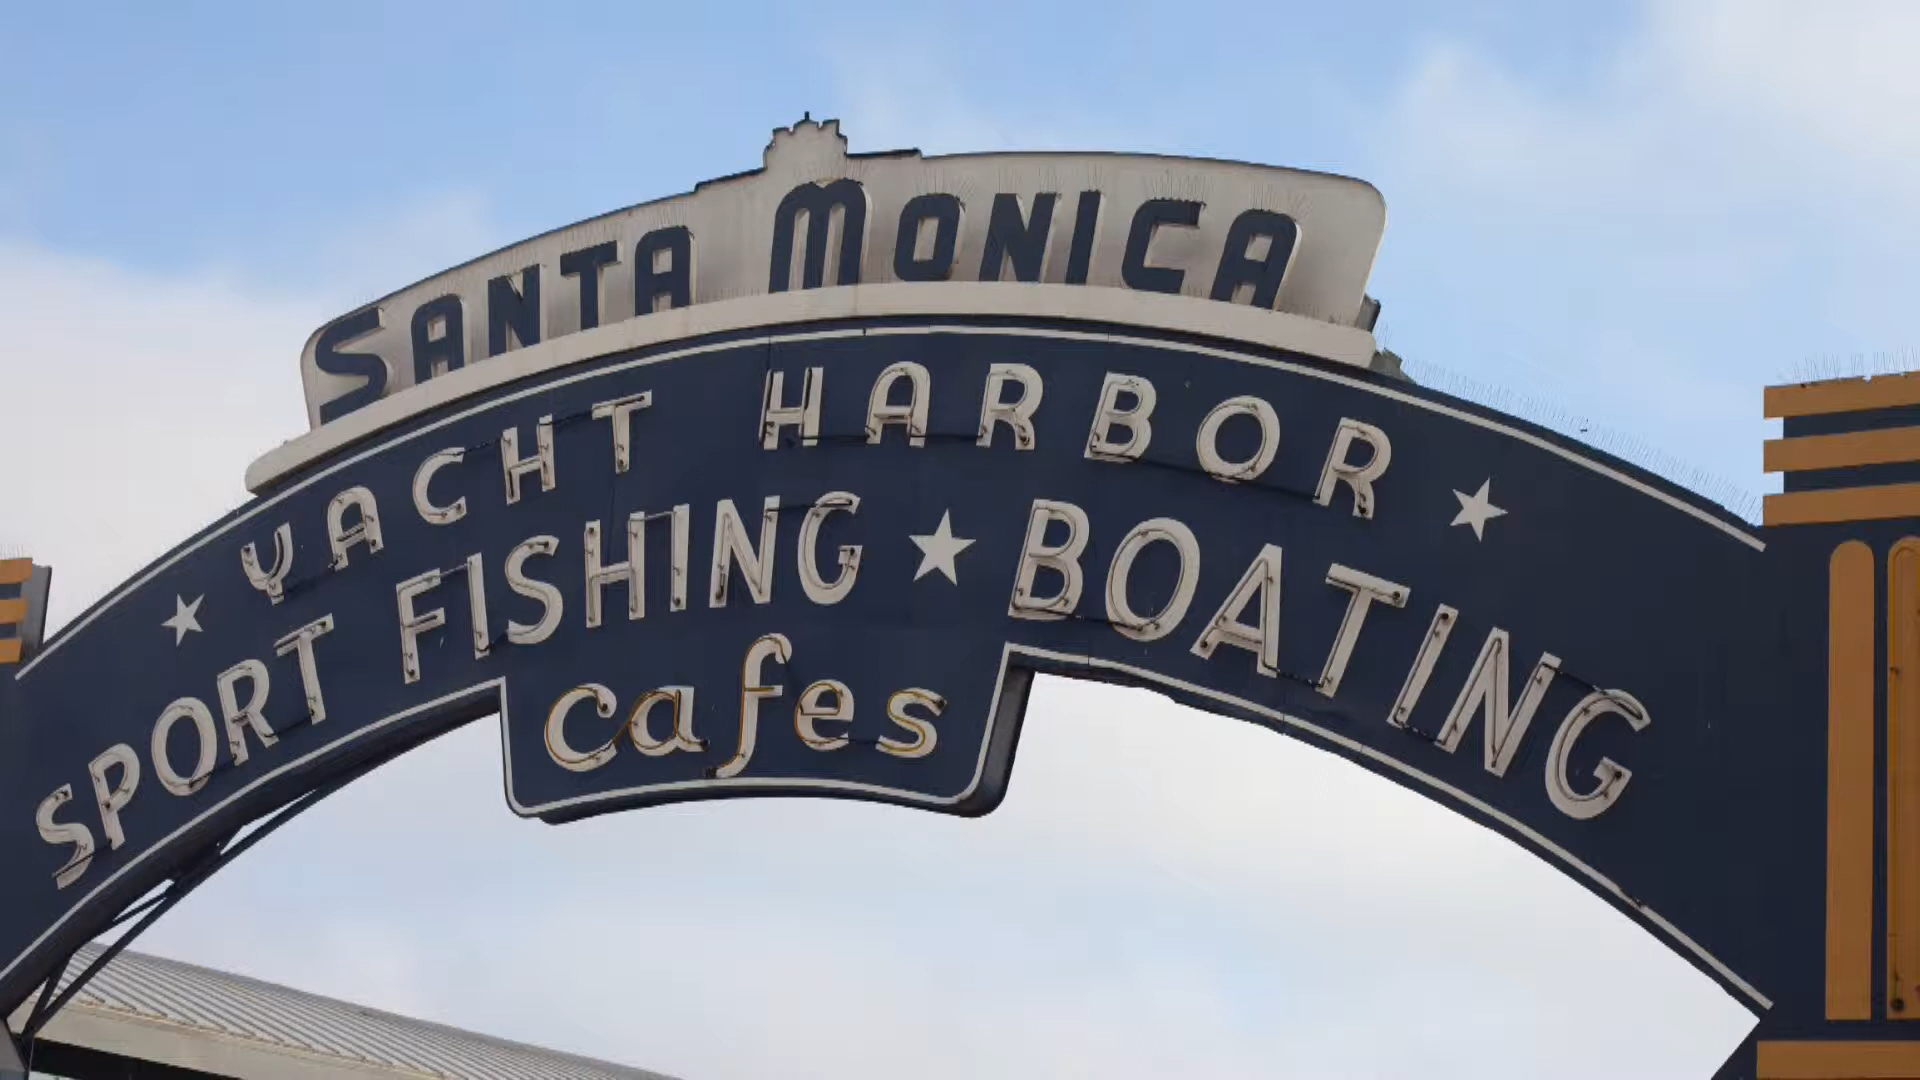 SANTA MONICA
★ YACHT HARBOR ★
SPORT FISHING ★ BOATING
cafes